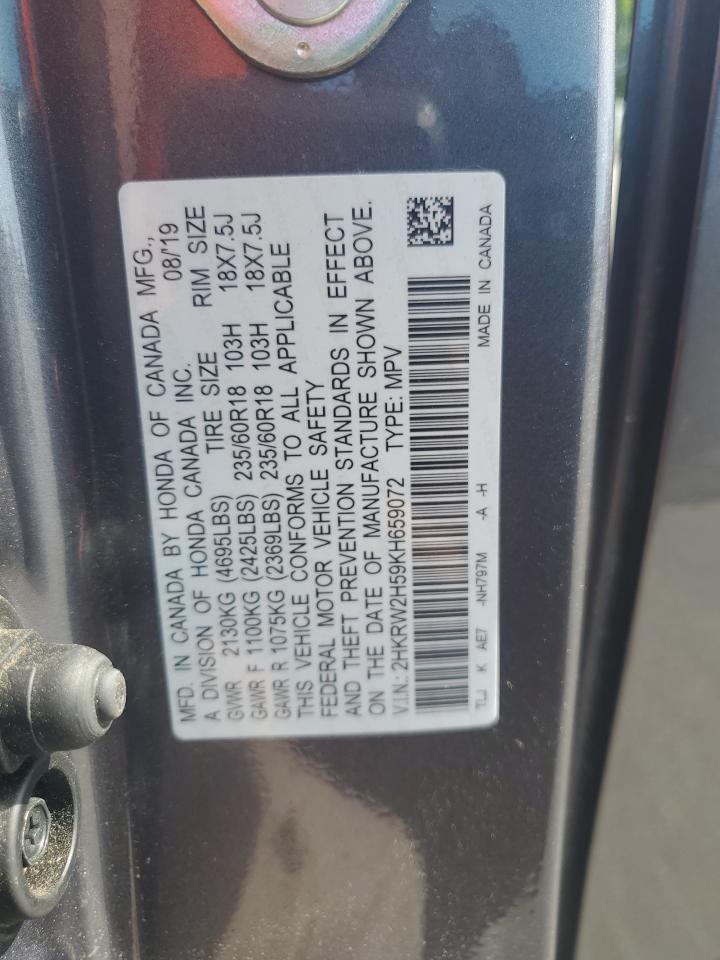 MFD. IN CANADA BY HONDA OF CANADA MFG.,
A DIVISION OF HONDA CANADA INC. 08/'19
GVWR 2130KG (4695LBS) TIRE SIZE RIM SIZE
GAWR F 1100KG (2425LBS) 235/60R18 103H 18X7.5J
GAWR R 1075KG (2369LBS) 235/60R18 103H 18X7.5J
THIS VEHICLE CONFORMS TO ALL APPLICABLE
FEDERAL MOTOR VEHICLE SAFETY
AND THEFT PREVENTION STANDARDS IN EFFECT
ON THE DATE OF MANUFACTURE SHOWN ABOVE.
V.I.N.: 2HKRW2H59KH659072 TYPE: MPV
K AE7 -NH797M -A -H MADE IN CANADA